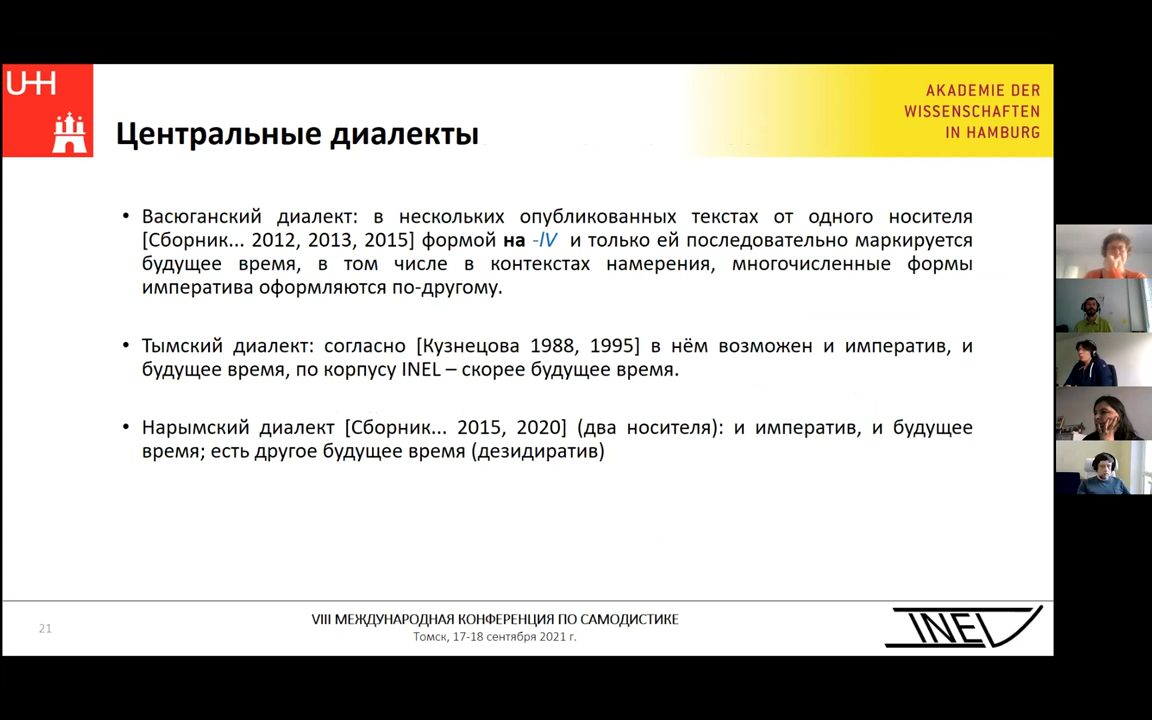 UHH
AKADEMIE DER
WISSENSCHAFTEN
IN HAMBURG
Центральные диалекты
• Васюганский диалект: в нескольких опубликованных текстах от одного носителя
[Сборник... 2012, 2013, 2015] формой на -lV и только ей последовательно маркируется
будущее время, в том числе в контекстах намерения, многочисленные формы
императива оформляются по-другому.
• Тымский диалект: согласно [Кузнецова 1988, 1995] в нём возможен и императив, и
будущее время, по корпусу INEL – скорее будущее время.
• Нарымский диалект [Сборник... 2015, 2020] (два носителя): и императив, и будущее
время; есть другое будущее время (дезидиратив)
21
VIII МЕЖДУНАРОДНАЯ КОНФЕРЕНЦИЯ ПО САМОДИСТИКЕ
Томск, 17-18 сентября 2021 г.
INEL